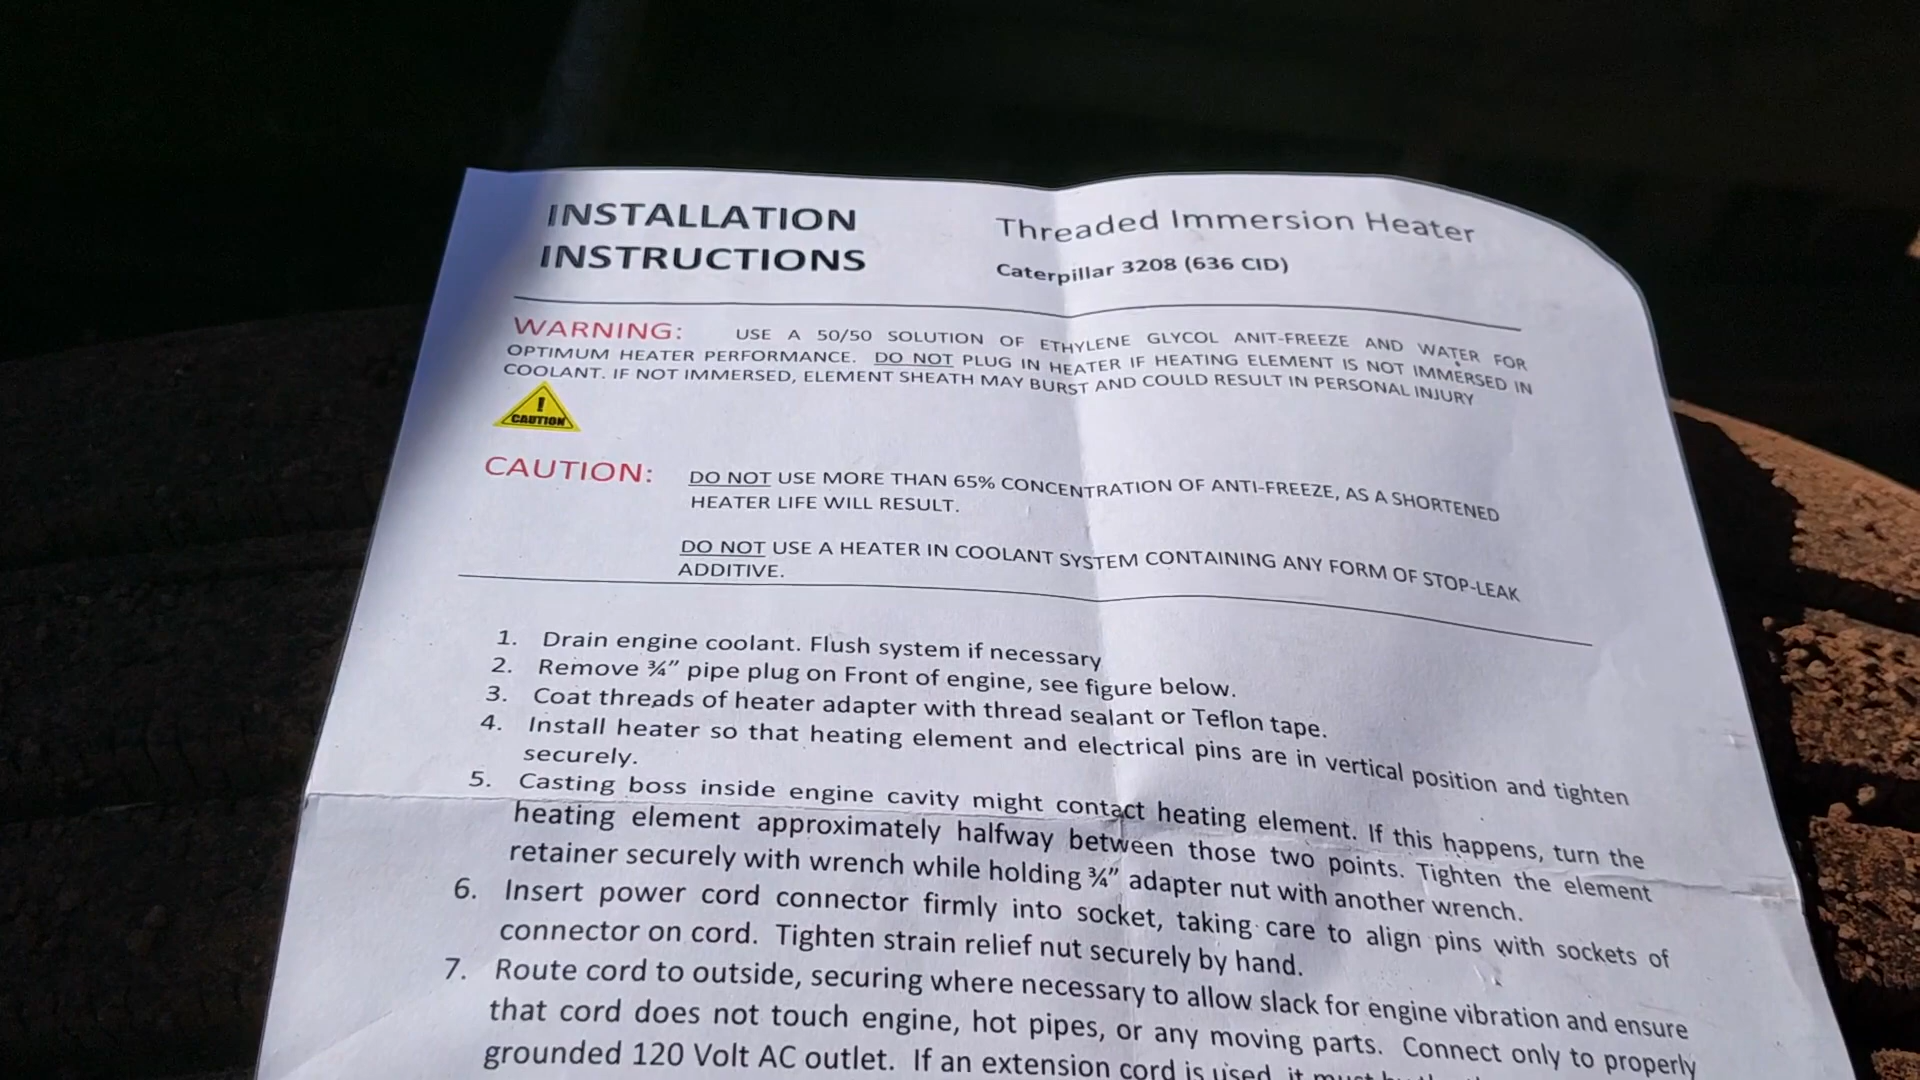 INSTALLATION
INSTRUCTIONS
Threaded Immersion Heater
Caterpillar 3208 (636 CID)
WARNING: USE A 50/50 SOLUTION OF ETHYLENE GLYCOL ANIT-FREEZE AND WATER FOR
OPTIMUM HEATER PERFORMANCE. DO NOT PLUG IN HEATER IF HEATING ELEMENT IS NOT IMMERSED IN
COOLANT. IF NOT IMMERSED, ELEMENT SHEATH MAY BURST AND COULD RESULT IN PERSONAL INJURY
!
CAUTION
CAUTION: DO NOT USE MORE THAN 65% CONCENTRATION OF ANTI-FREEZE, AS A SHORTENED
HEATER LIFE WILL RESULT.
DO NOT USE A HEATER IN COOLANT SYSTEM CONTAINING ANY FORM OF STOP-LEAK
ADDITIVE.
1. Drain engine coolant. Flush system if necessary
2. Remove ¾” pipe plug on Front of engine, see figure below.
3. Coat threads of heater adapter with thread sealant or Teflon tape.
4. Install heater so that heating element and electrical pins are in vertical position and tighten
securely.
5. Casting boss inside engine cavity might contact heating element. If this happens, turn the
heating element approximately halfway between those two points. Tighten the element
retainer securely with wrench while holding ¾” adapter nut with another wrench.
6. Insert power cord connector firmly into socket, taking care to align pins with sockets of
connector on cord. Tighten strain relief nut securely by hand.
7. Route cord to outside, securing where necessary to allow slack for engine vibration and ensure
that cord does not touch engine, hot pipes, or any moving parts. Connect only to properly
grounded 120 Volt AC outlet. If an extension cord is used, it must